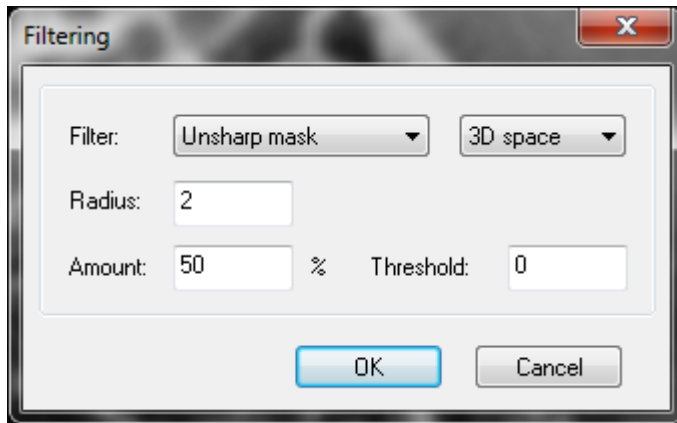 Filtering
Filter: Unsharp mask 3D space
Radius: 2
Amount: 50 % Threshold: 0
OK Cancel